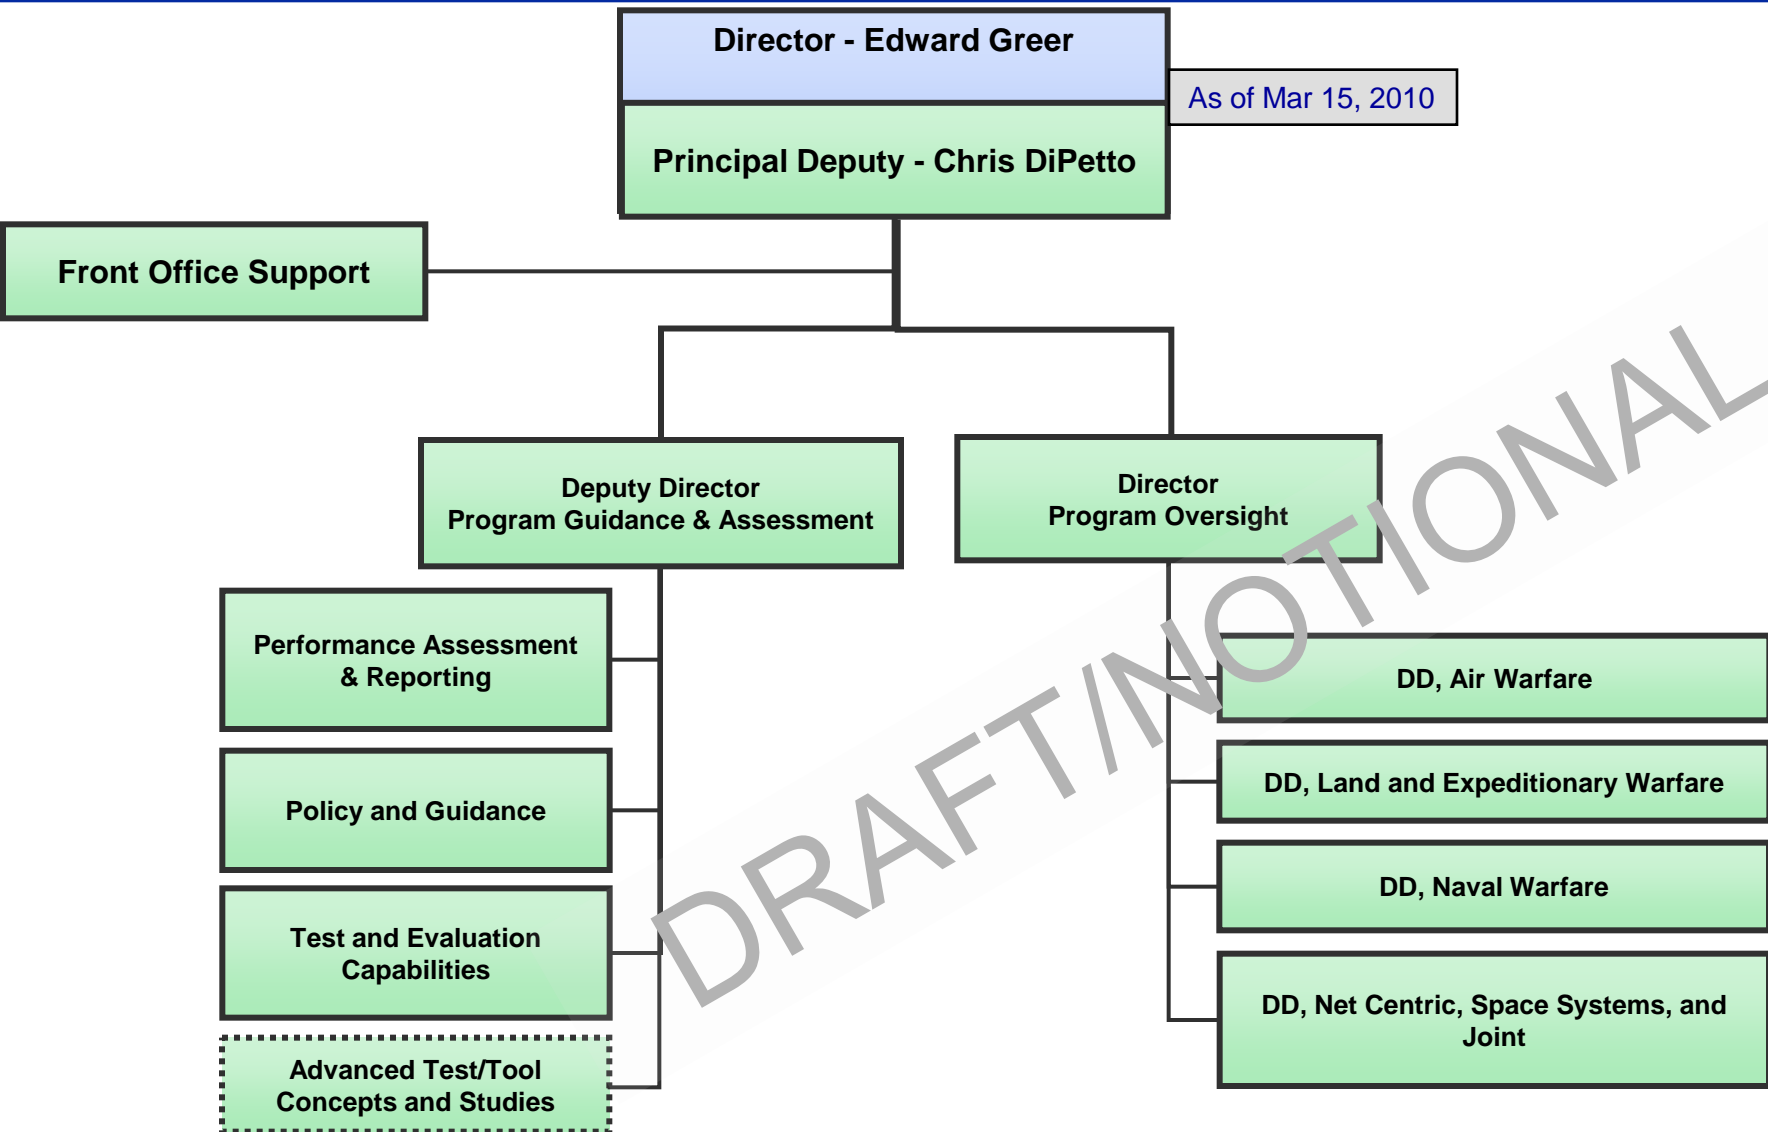 Director - Edward Greer
As of Mar 15, 2010
Principal Deputy - Chris DiPetto
Front Office Support
Deputy Director
Program Guidance & Assessment
Director
Program Oversight
Performance Assessment
& Reporting
Policy and Guidance
Test and Evaluation
Capabilities
Advanced Test/Tool
Concepts and Studies
DD, Air Warfare
DD, Land and Expeditionary Warfare
DD, Naval Warfare
DD, Net Centric, Space Systems, and
Joint
DRAFT/NOTIONAL